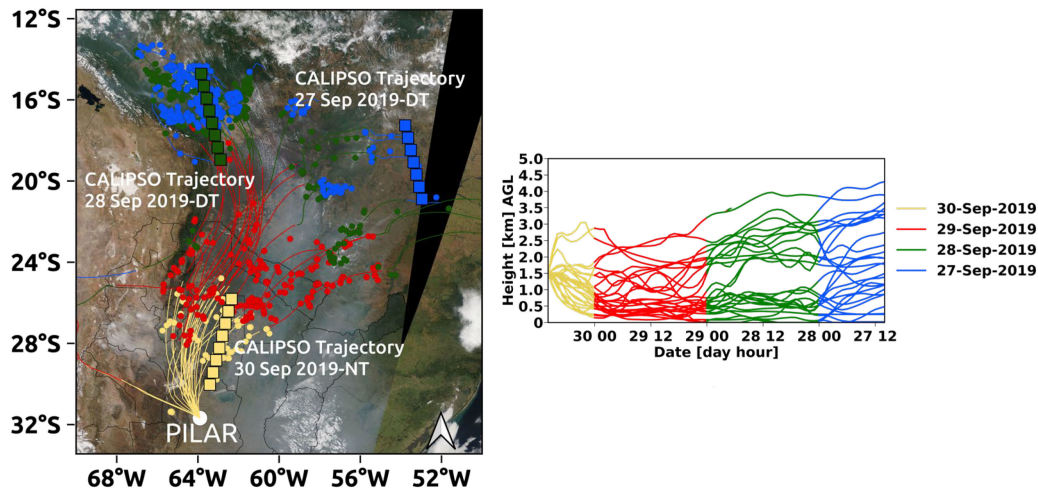 12°S
16°S
20°S
24°S
28°S
32°S
CALIPSO Trajectory
27 Sep 2019-DT
CALIPSO Trajectory
28 Sep 2019-DT
CALIPSO Trajectory
30 Sep 2019-NT
PILAR
68°W 64°W 60°W 56°W 52°W
Height [km] AGL
5.0
4.5
4.0
3.5
3.0
2.5
2.0
1.5
1.0
0.5
0
30 00 29 12 29 00 28 12 28 00 27 12
Date [day hour]
30-Sep-2019
29-Sep-2019
28-Sep-2019
27-Sep-2019